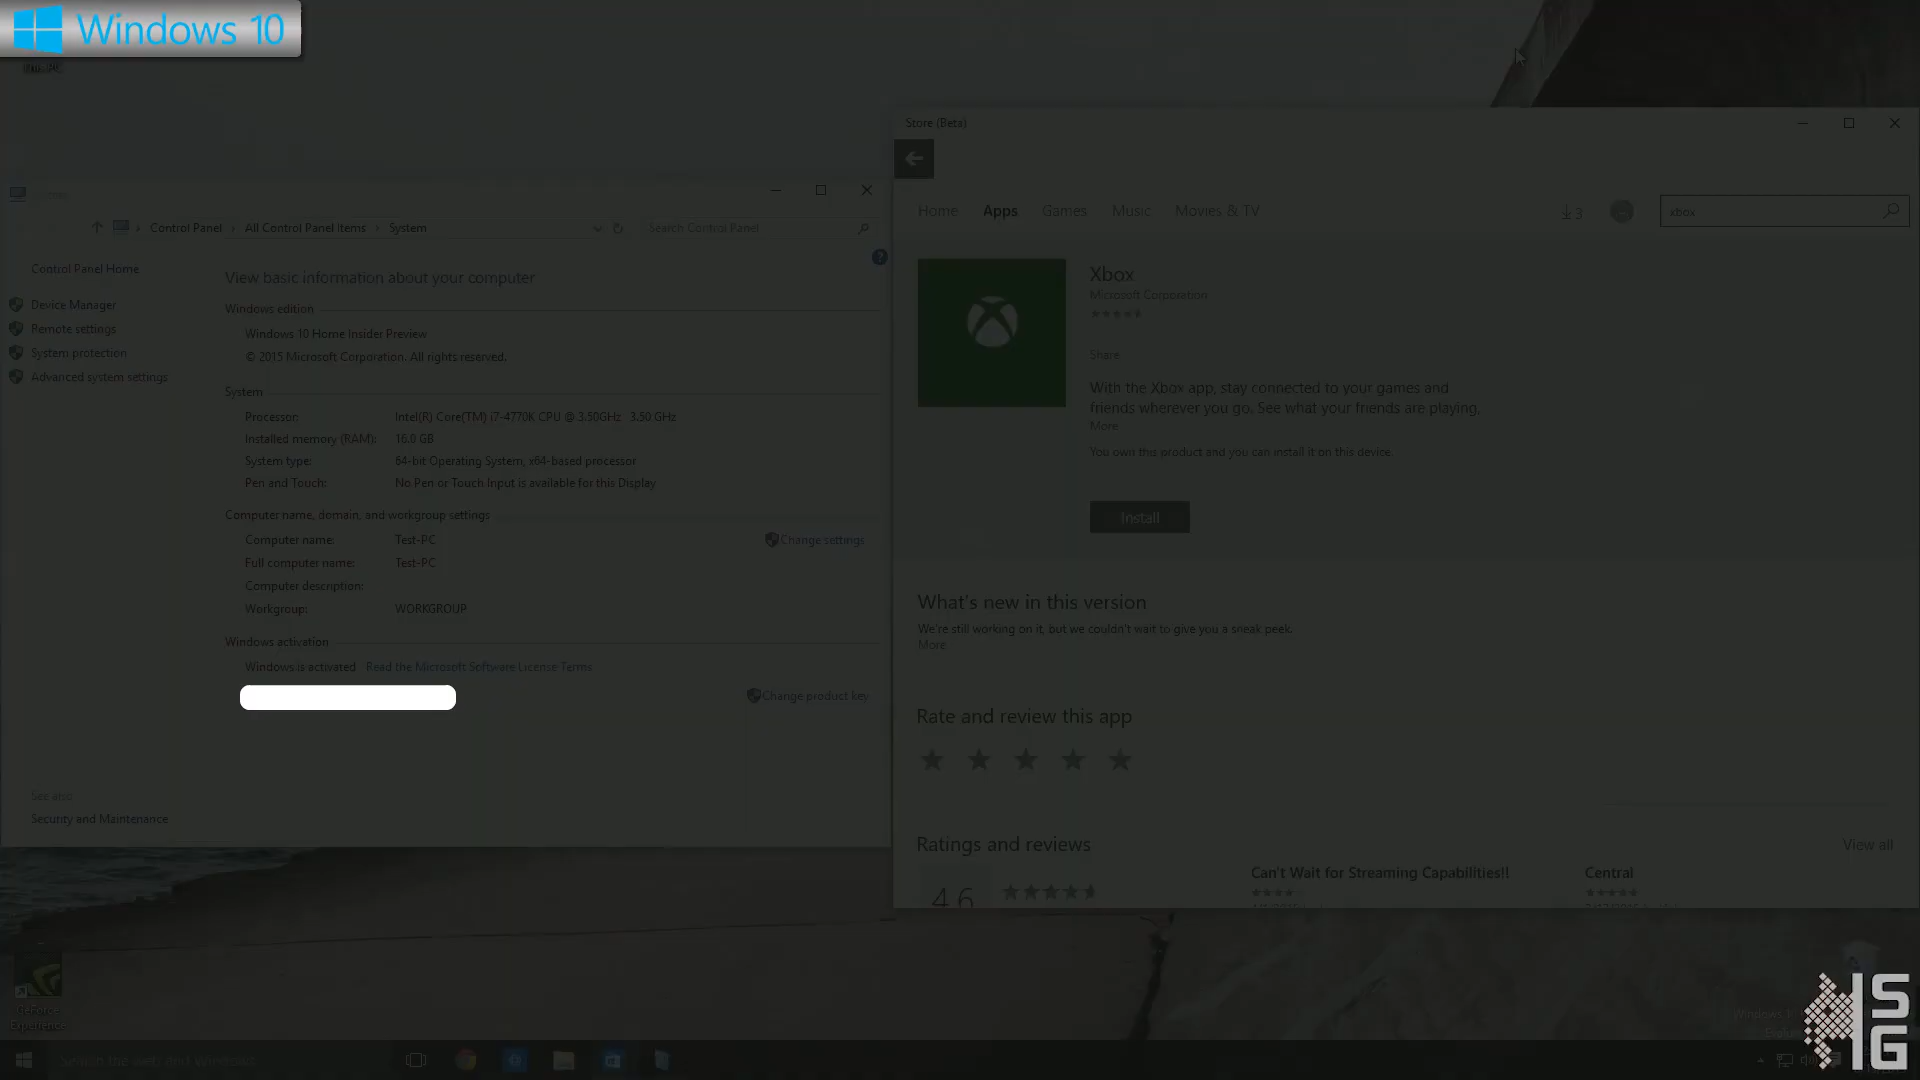 Windows 10
This PC
Store (Beta)
Home Apps Games Music Movies & TV
3
xbox
Control Panel > All Control Panel Items > System
Search Control Panel
Control Panel Home
Device Manager
Remote settings
System protection
Advanced system settings
View basic information about your computer
Windows edition
Windows 10 Home Insider Preview
© 2015 Microsoft Corporation. All rights reserved.
System
Processor: Intel(R) Core(TM) i7-4770K CPU @ 3.50GHz 3.50 GHz
Installed memory (RAM): 16.0 GB
System type: 64-bit Operating System, x64-based processor
Pen and Touch: No Pen or Touch Input is available for this Display
Computer name, domain, and workgroup settings
Computer name: Test-PC
Change settings
Full computer name: Test-PC
Computer description:
Workgroup: WORKGROUP
Windows activation
Windows is activated Read the Microsoft Software License Terms
Change product key
See also
Security and Maintenance
Xbox
Microsoft Corporation
Share
With the Xbox app, stay connected to your games and
friends wherever you go. See what your friends are playing,
More
You own this product and you can install it on this device.
Install
What's new in this version
We're still working on it, but we couldn't wait to give you a sneak peek.
More
Rate and review this app
Ratings and reviews
View all
4.6
Can't Wait for Streaming Capabilities!!
Central
GeForce
Experience
Search the web and Windows
Windows
SG